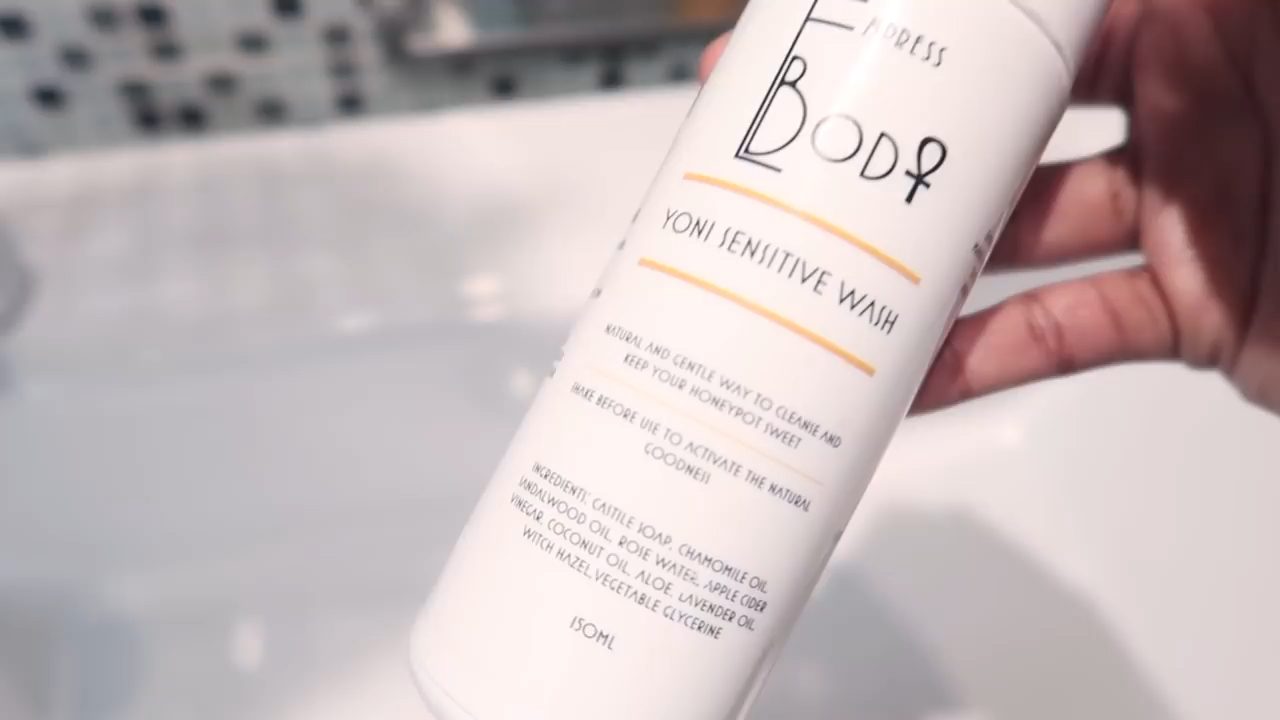 EMPRESS
BODY
YONI SENSITIVE WASH
NATURAL AND GENTLE WAY TO CLEANSE AND
KEEP YOUR HONEYPOT SWEET
SHAKE BEFORE USE TO ACTIVATE THE NATURAL
GOODNESS
INGREDIENTS: CASTILE SOAP, CHAMOMILE OIL,
SANDALWOOD OIL, ROSE WATER, APPLE CIDER
VINEGAR, COCONUT OIL, ALOE, LAVENDER OIL,
WITCH HAZEL, VEGETABLE GLYCERINE
150ML